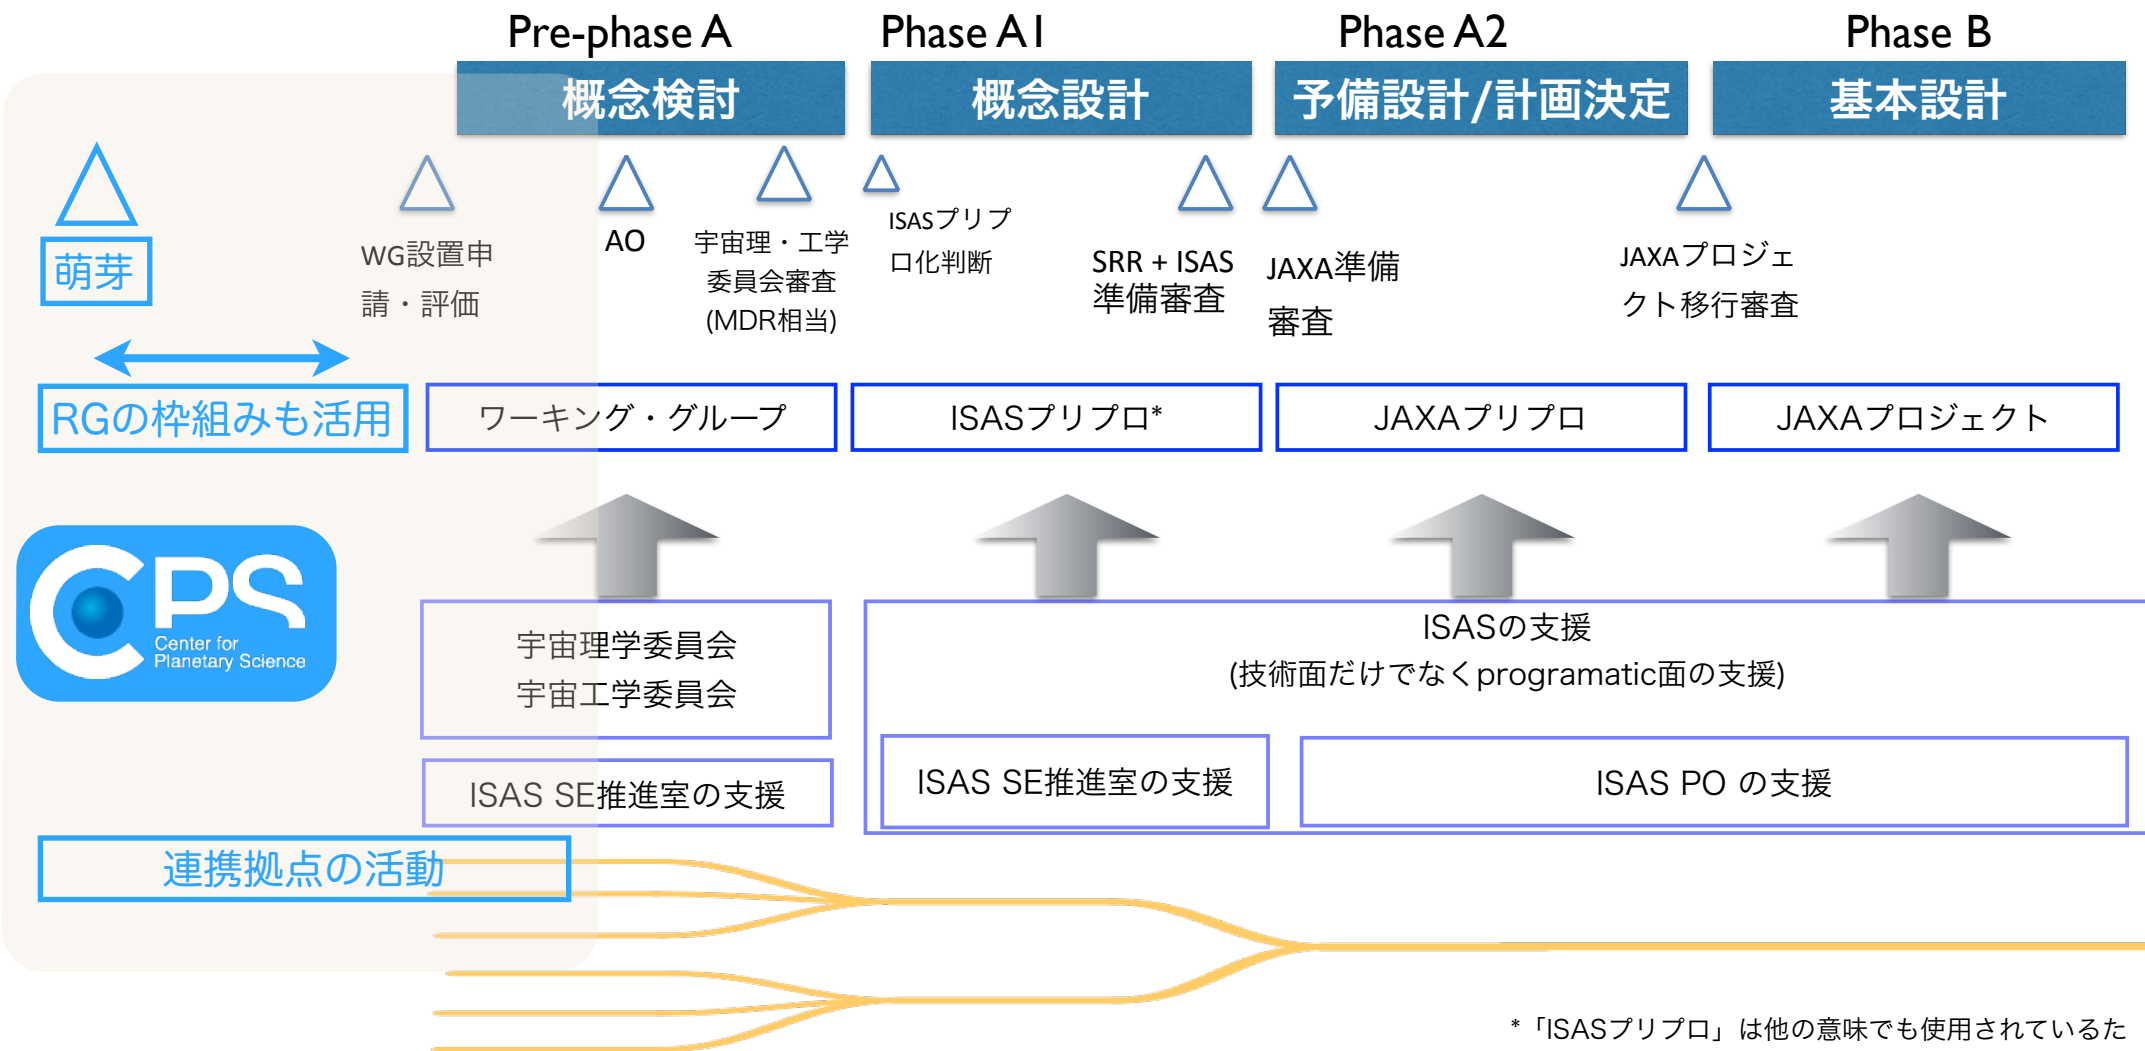 Pre-phase A
Phase A1
Phase A2
Phase B
概念検討
概念設計
予備設計/計画決定
基本設計
萌芽
WG設置申
請・評価
AO
宇宙理・工学
委員会審査
(MDR相当)
ISASプリプ
ロ化判断
SRR + ISAS
準備審査
JAXA準備
審査
JAXAプロジェ
クト移行審査
RGの枠組みも活用
ワーキング・グループ
ISASプリプロ*
JAXAプリプロ
JAXAプロジェクト
CPS
Center for
Planetary Science
宇宙理学委員会
宇宙工学委員会
ISAS SE推進室の支援
ISASの支援
(技術面だけでなくprogramatic面の支援)
ISAS SE推進室の支援
ISAS PO の支援
連携拠点の活動
*「ISASプリプロ」は他の意味でも使用されているた